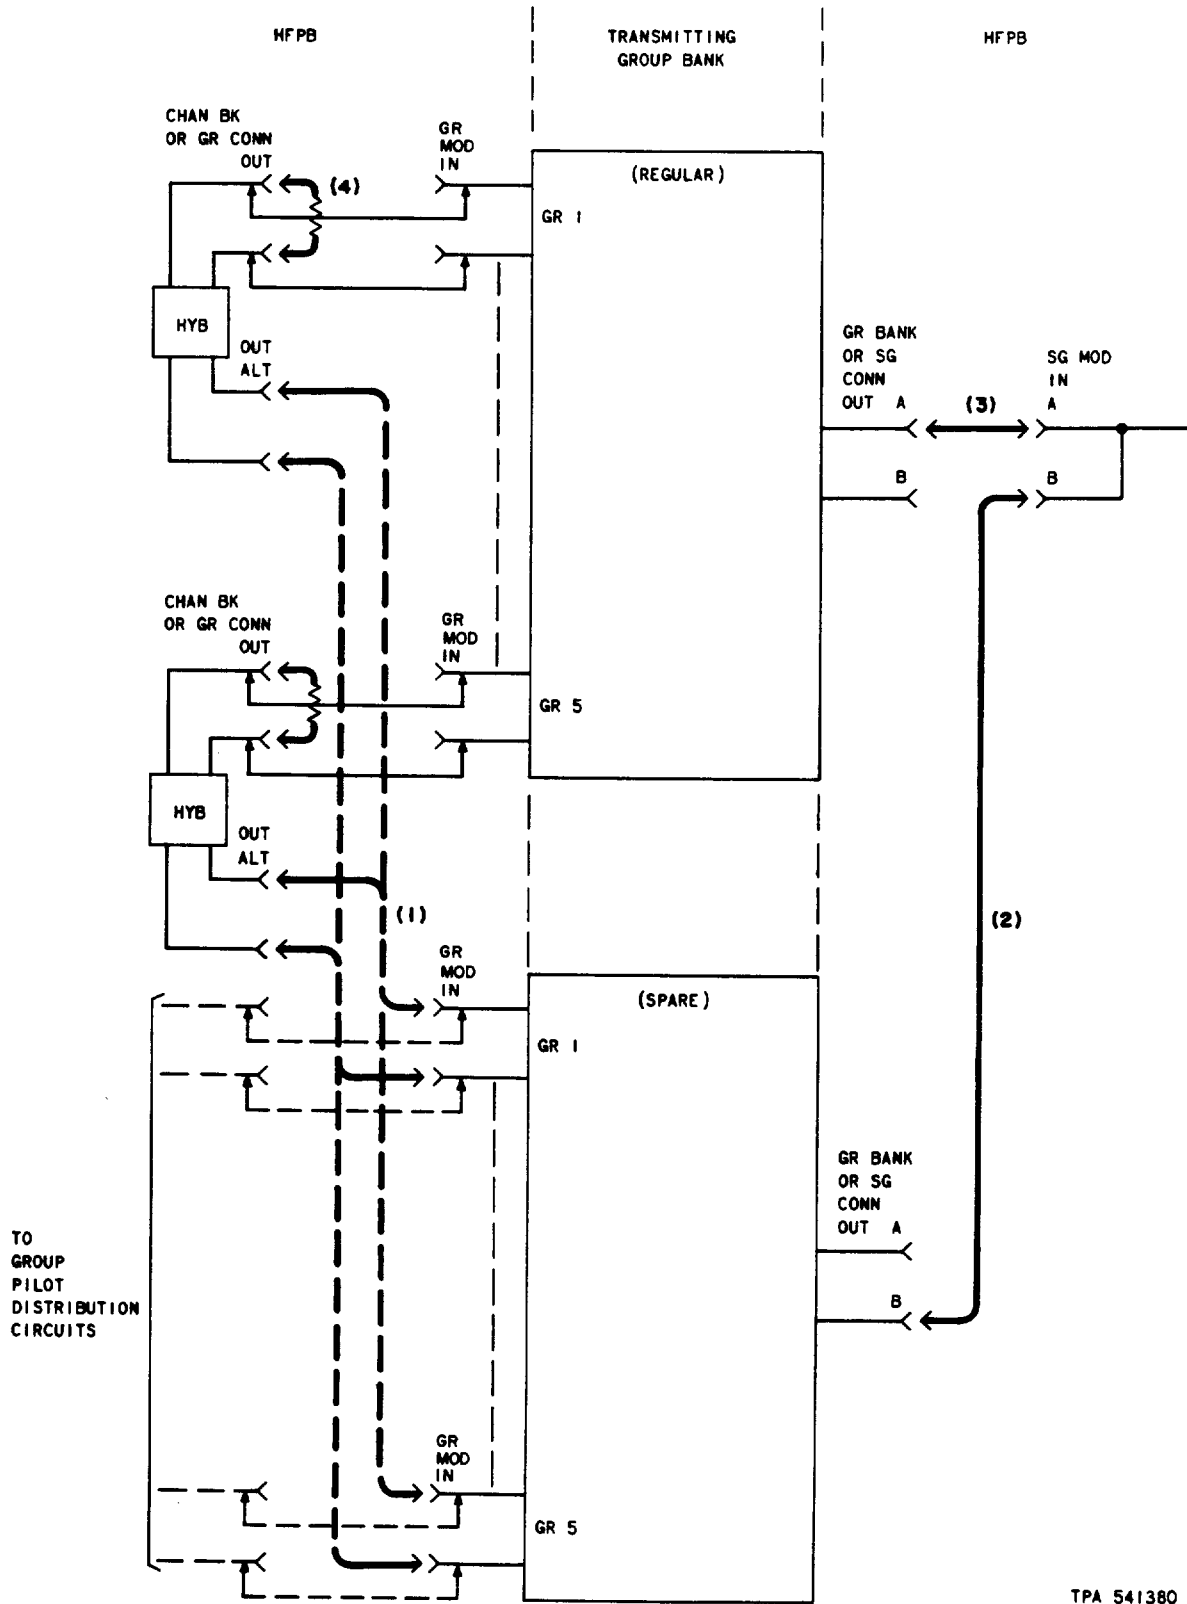 HFPB
TRANSMITTING
GROUP BANK
HFPB
CHAN BK
OR GR CONN
OUT
(4)
GR
MOD
IN
(REGULAR)
GR 1
HYB
OUT
ALT
GR BANK
OR SG
CONN
OUT A
(3)
SG MOD
IN
A
B
B
CHAN BK
OR GR CONN
OUT
GR
MOD
IN
GR 5
HYB
OUT
ALT
(1)
(2)
GR
MOD
IN
(SPARE)
GR 1
GR BANK
OR SG
CONN
OUT A
B
TO
GROUP
PILOT
DISTRIBUTION
CIRCUITS
GR
MOD
IN
GR 5
TPA 541380